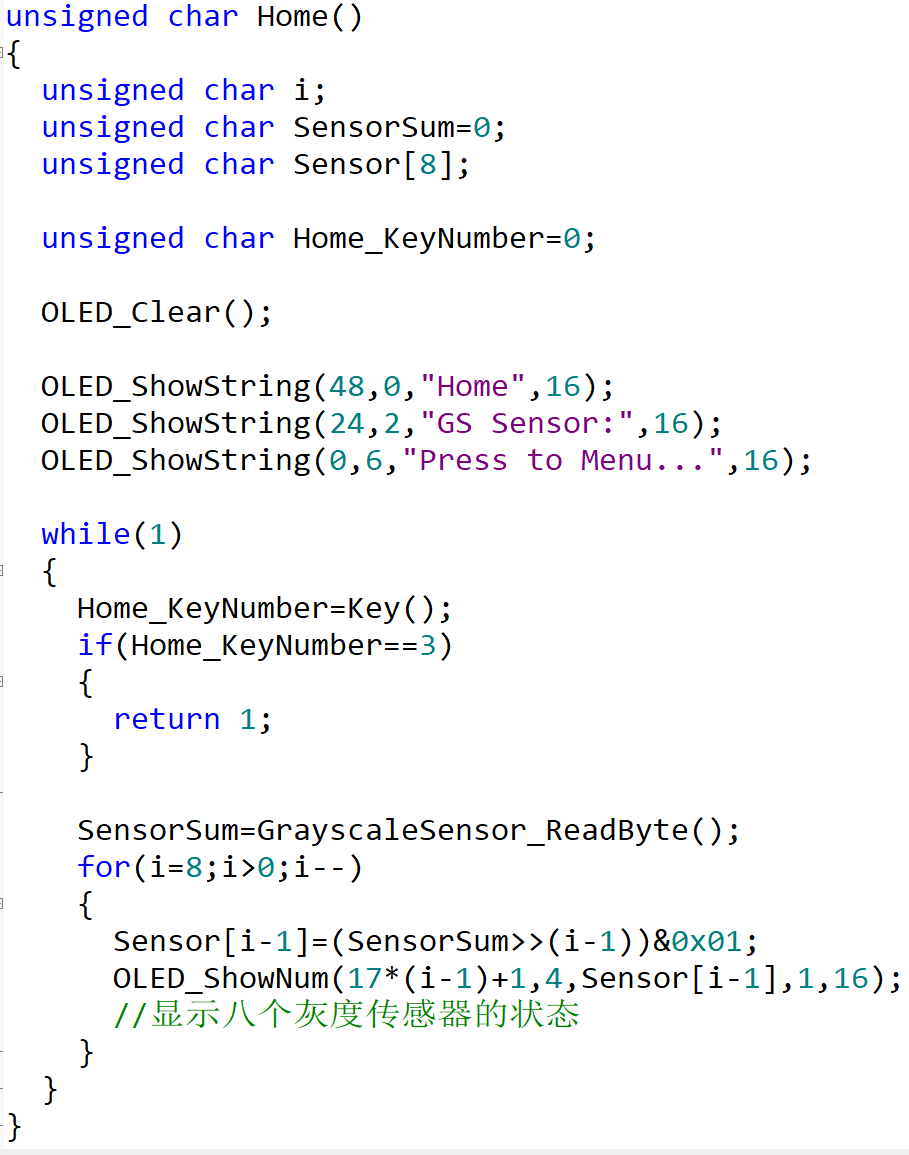 unsigned char Home()
{
  unsigned char i;
  unsigned char SensorSum=0;
  unsigned char Sensor[8];

  unsigned char Home_KeyNumber=0;

  OLED_Clear();

  OLED_ShowString(48,0,"Home",16);
  OLED_ShowString(24,2,"GS Sensor:",16);
  OLED_ShowString(0,6,"Press to Menu...",16);

  while(1)
  {
    Home_KeyNumber=Key();
    if(Home_KeyNumber==3)
    {
      return 1;
    }

    SensorSum=GrayscaleSensor_ReadByte();
    for(i=8;i>0;i--)
    {
      Sensor[i-1]=(SensorSum>>(i-1))&0x01;
      OLED_ShowNum(17*(i-1)+1,4,Sensor[i-1],1,16);
      //显示八个灰度传感器的状态
    }
  }
}